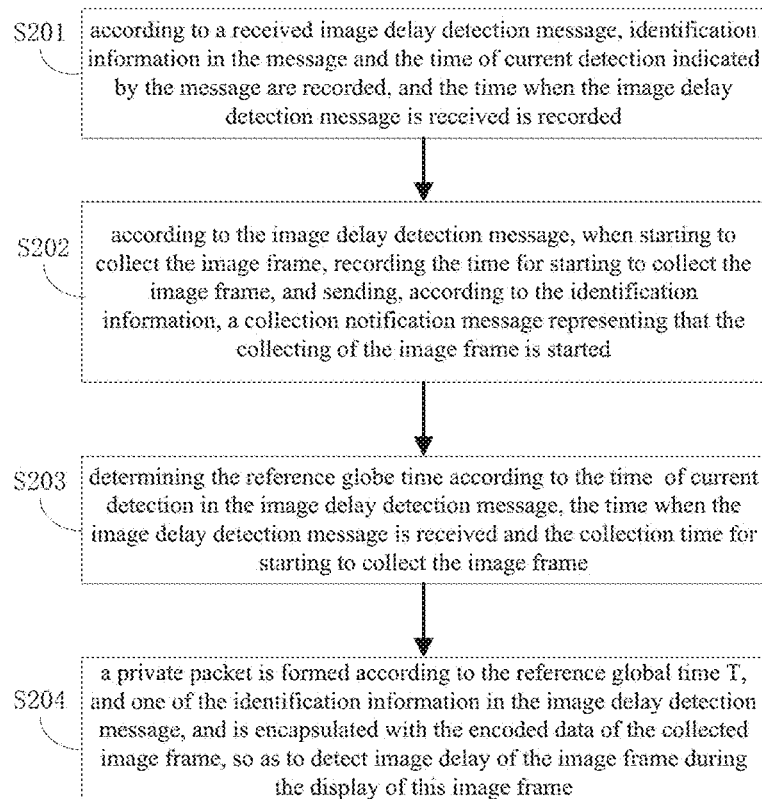 S201
according to a received image delay detection message, identification
information in the message and the time of current detection indicated
by the message are recorded, and the time when the image delay
detection message is received is recorded
S202
according to the image delay detection message, when starting to
collect the image frame, recording the time for starting to collect the
image frame, and sending, according to the identification
information, a collection notification message representing that the
collecting of the image frame is started
S203
determining the reference globe time according to the time of current
detection in the image delay detection message, the time when the
image delay detection message is received and the collection time for
starting to collect the image frame
S204
a private packet is formed according to the reference global time T,
and one of the identification information in the image delay detection
message, and is encapsulated with the encoded data of the collected
image frame, so as to detect image delay of the image frame during
the display of this image frame